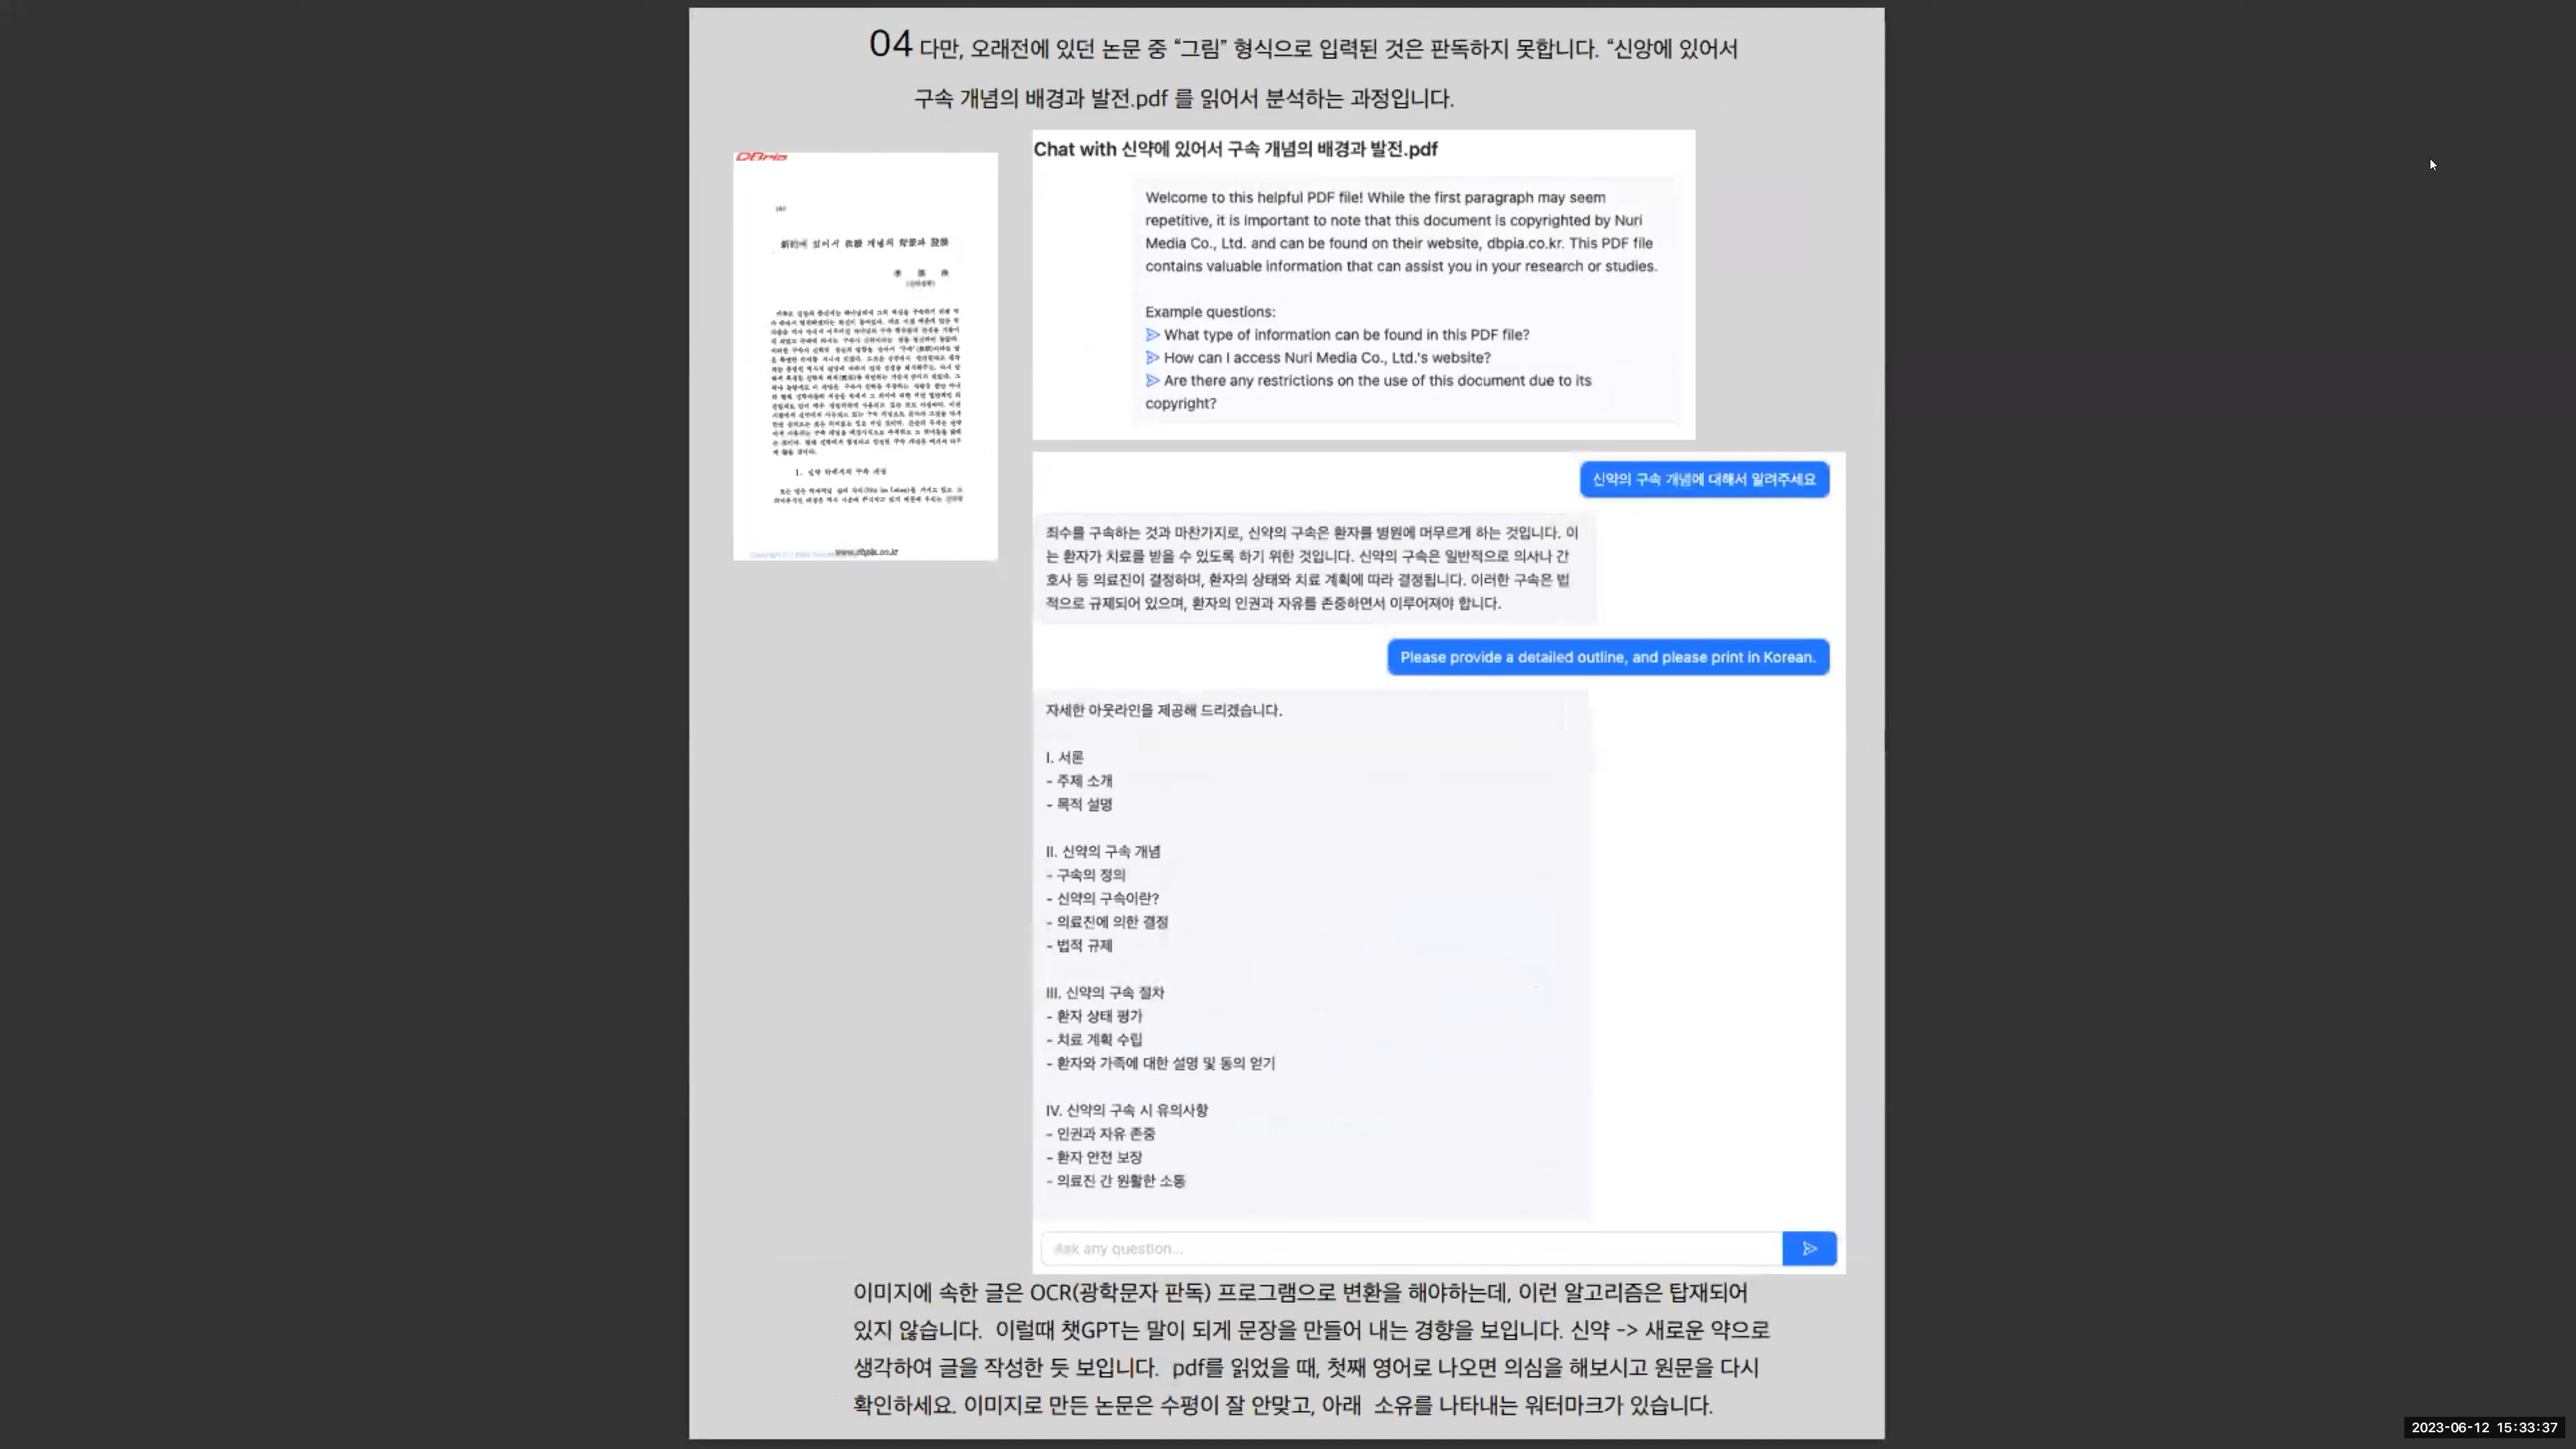 04 다만, 오래전에 있던 논문 중 “그림” 형식으로 입력된 것은 판독하지 못합니다. “신앙에 있어서
구속 개념의 배경과 발전.pdf 를 읽어서 분석하는 과정입니다.
DBpia
新約에 있어서 救贖 개념의 背景과 發展
I. 신약 밖에서의 구속 개념
www.dbpia.co.kr
Chat with 신약에 있어서 구속 개념의 배경과 발전.pdf
Welcome to this helpful PDF file! While the first paragraph may seem
repetitive, it is important to note that this document is copyrighted by Nuri
Media Co., Ltd. and can be found on their website, dbpia.co.kr. This PDF file
contains valuable information that can assist you in your research or studies.
Example questions:
What type of information can be found in this PDF file?
How can I access Nuri Media Co., Ltd.'s website?
Are there any restrictions on the use of this document due to its
copyright?
신약의 구속 개념에 대해서 알려주세요
죄수를 구속하는 것과 마찬가지로, 신약의 구속은 환자를 병원에 머무르게 하는 것입니다. 이
는 환자가 치료를 받을 수 있도록 하기 위한 것입니다. 신약의 구속은 일반적으로 의사나 간
호사 등 의료진이 결정하며, 환자의 상태와 치료 계획에 따라 결정됩니다. 이러한 구속은 법
적으로 규제되어 있으며, 환자의 인권과 자유를 존중하면서 이루어져야 합니다.
Please provide a detailed outline, and please print in Korean.
자세한 아웃라인을 제공해 드리겠습니다.
I. 서론
- 주제 소개
- 목적 설명
II. 신약의 구속 개념
- 구속의 정의
- 신약의 구속이란?
- 의료진에 의한 결정
- 법적 규제
III. 신약의 구속 절차
- 환자 상태 평가
- 치료 계획 수립
- 환자와 가족에 대한 설명 및 동의 얻기
IV. 신약의 구속 시 유의사항
- 인권과 자유 존중
- 환자 안전 보장
- 의료진 간 원활한 소통
Ask any question...
이미지에 속한 글은 OCR(광학문자 판독) 프로그램으로 변환을 해야하는데, 이런 알고리즘은 탑재되어
있지 않습니다. 이럴때 챗GPT는 말이 되게 문장을 만들어 내는 경향을 보입니다. 신약 -> 새로운 약으로
생각하여 글을 작성한 듯 보입니다. pdf를 읽었을 때, 첫째 영어로 나오면 의심을 해보시고 원문을 다시
확인하세요. 이미지로 만든 논문은 수평이 잘 안맞고, 아래 소유를 나타내는 워터마크가 있습니다.
2023-06-12 15:33:37